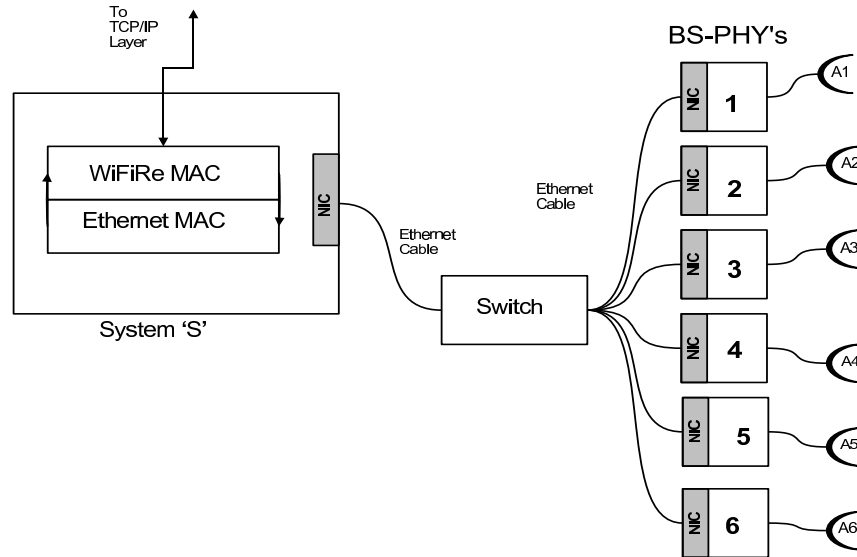 To
TCP/IP
Layer
WiFiRe MAC
Ethernet MAC
NIC
System ‘S’
Ethernet
Cable
Switch
Ethernet
Cable
BS-PHY's
NIC
1
A1
NIC
2
A2
NIC
3
A3
NIC
4
A4
NIC
5
A5
NIC
6
A6